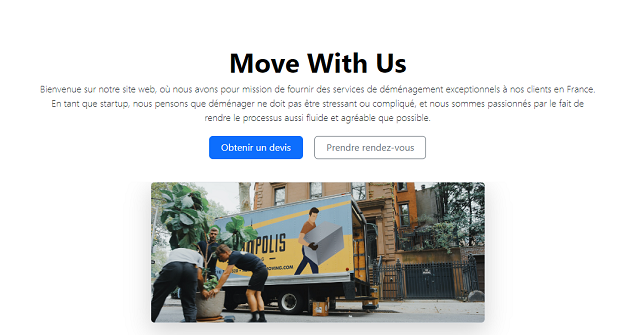 Move With Us
Bienvenue sur notre site web, où nous avons pour mission de fournir des services de déménagement exceptionnels à nos clients en France.
En tant que startup, nous pensons que déménager ne doit pas être stressant ou compliqué, et nous sommes passionnés par le fait de
rendre le processus aussi fluide et agréable que possible.
Obtenir un devis
Prendre rendez-vous